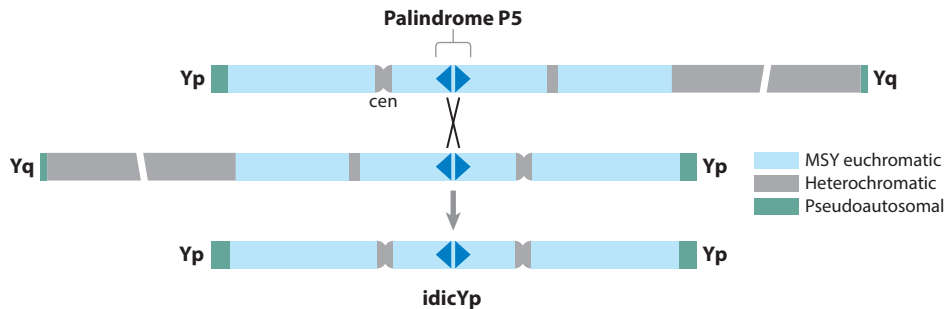 Palindrome P5
Yp
Yq
cen
Yq
Yp
MSY euchromatic
Heterochromatic
Pseudoautosomal
Yp
Yp
idicYp